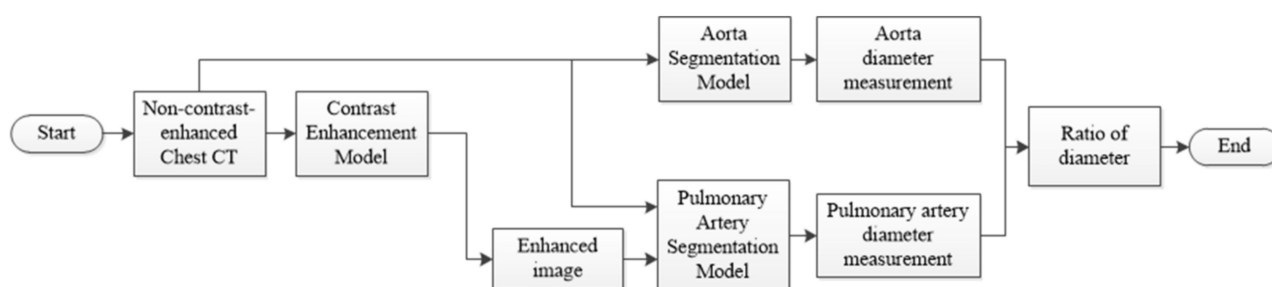 Start
Non-contrast-
enhanced
Chest CT
Contrast
Enhancement
Model
Enhanced
image
Aorta
Segmentation
Model
Aorta
diameter
measurement
Pulmonary
Artery
Segmentation
Model
Pulmonary artery
diameter
measurement
Ratio of
diameter
End